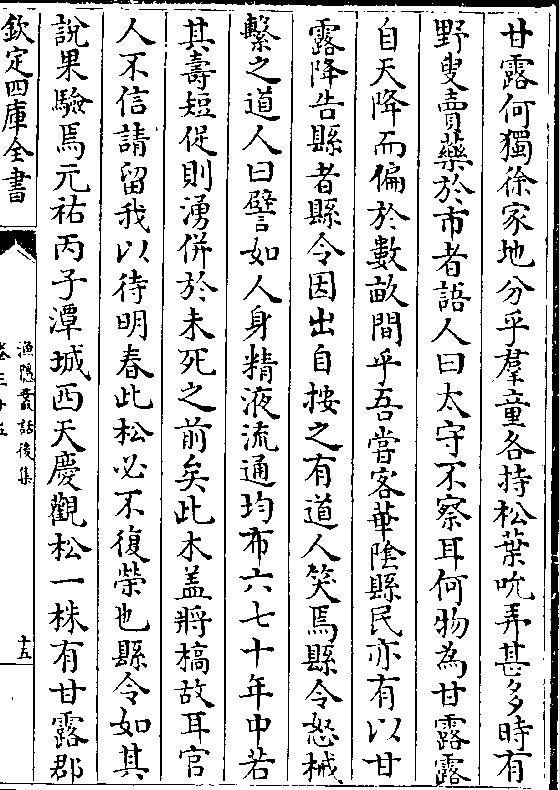 甘露何獨徐家地分乎羣童各持松葉吮弄甚多時有
野叟賣藥於市者語人曰太守不察耳何物為甘露露
自天降而偏於數畝間乎吾嘗客華陰縣民亦有以甘
露降告縣者縣令因出自按之有道人笑焉縣令怒械
繫之道人曰譬如人身精液流通均布六七十年中若
其壽短促則湧併於未死之前矣此木盖將槁故耳官
人不信請留我以待明春此松必不復榮也縣令如其
說果驗焉元祐丙子潭城西天慶觀松一株有甘露郡
欽定四庫全書
漁隱叢話後集
卷三十五
十五